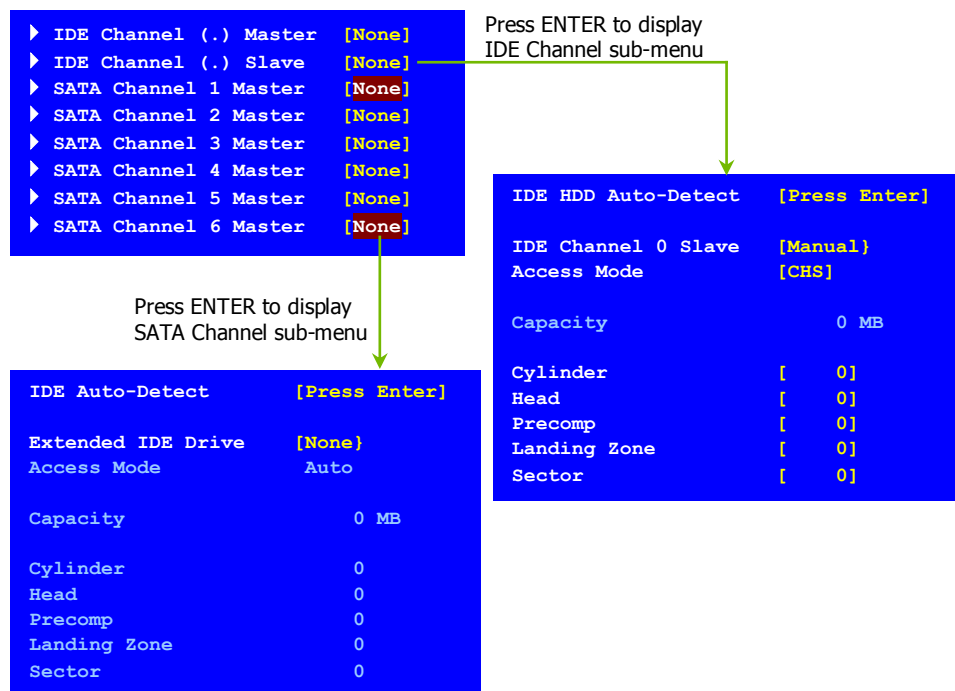 IDE Channel (.) Master [None]
IDE Channel (.) Slave [None]
SATA Channel 1 Master [None]
SATA Channel 2 Master [None]
SATA Channel 3 Master [None]
SATA Channel 4 Master [None]
SATA Channel 5 Master [None]
SATA Channel 6 Master [None]
Press ENTER to display
IDE Channel sub-menu
IDE HDD Auto-Detect [Press Enter]
IDE Channel 0 Slave [Manual}
Access Mode [CHS]
Capacity 0 MB
Cylinder [ 0]
Head [ 0]
Precomp [ 0]
Landing Zone [ 0]
Sector [ 0]
Press ENTER to display
SATA Channel sub-menu
IDE Auto-Detect [Press Enter]
Extended IDE Drive [None}
Access Mode Auto
Capacity 0 MB
Cylinder 0
Head 0
Precomp 0
Landing Zone 0
Sector 0